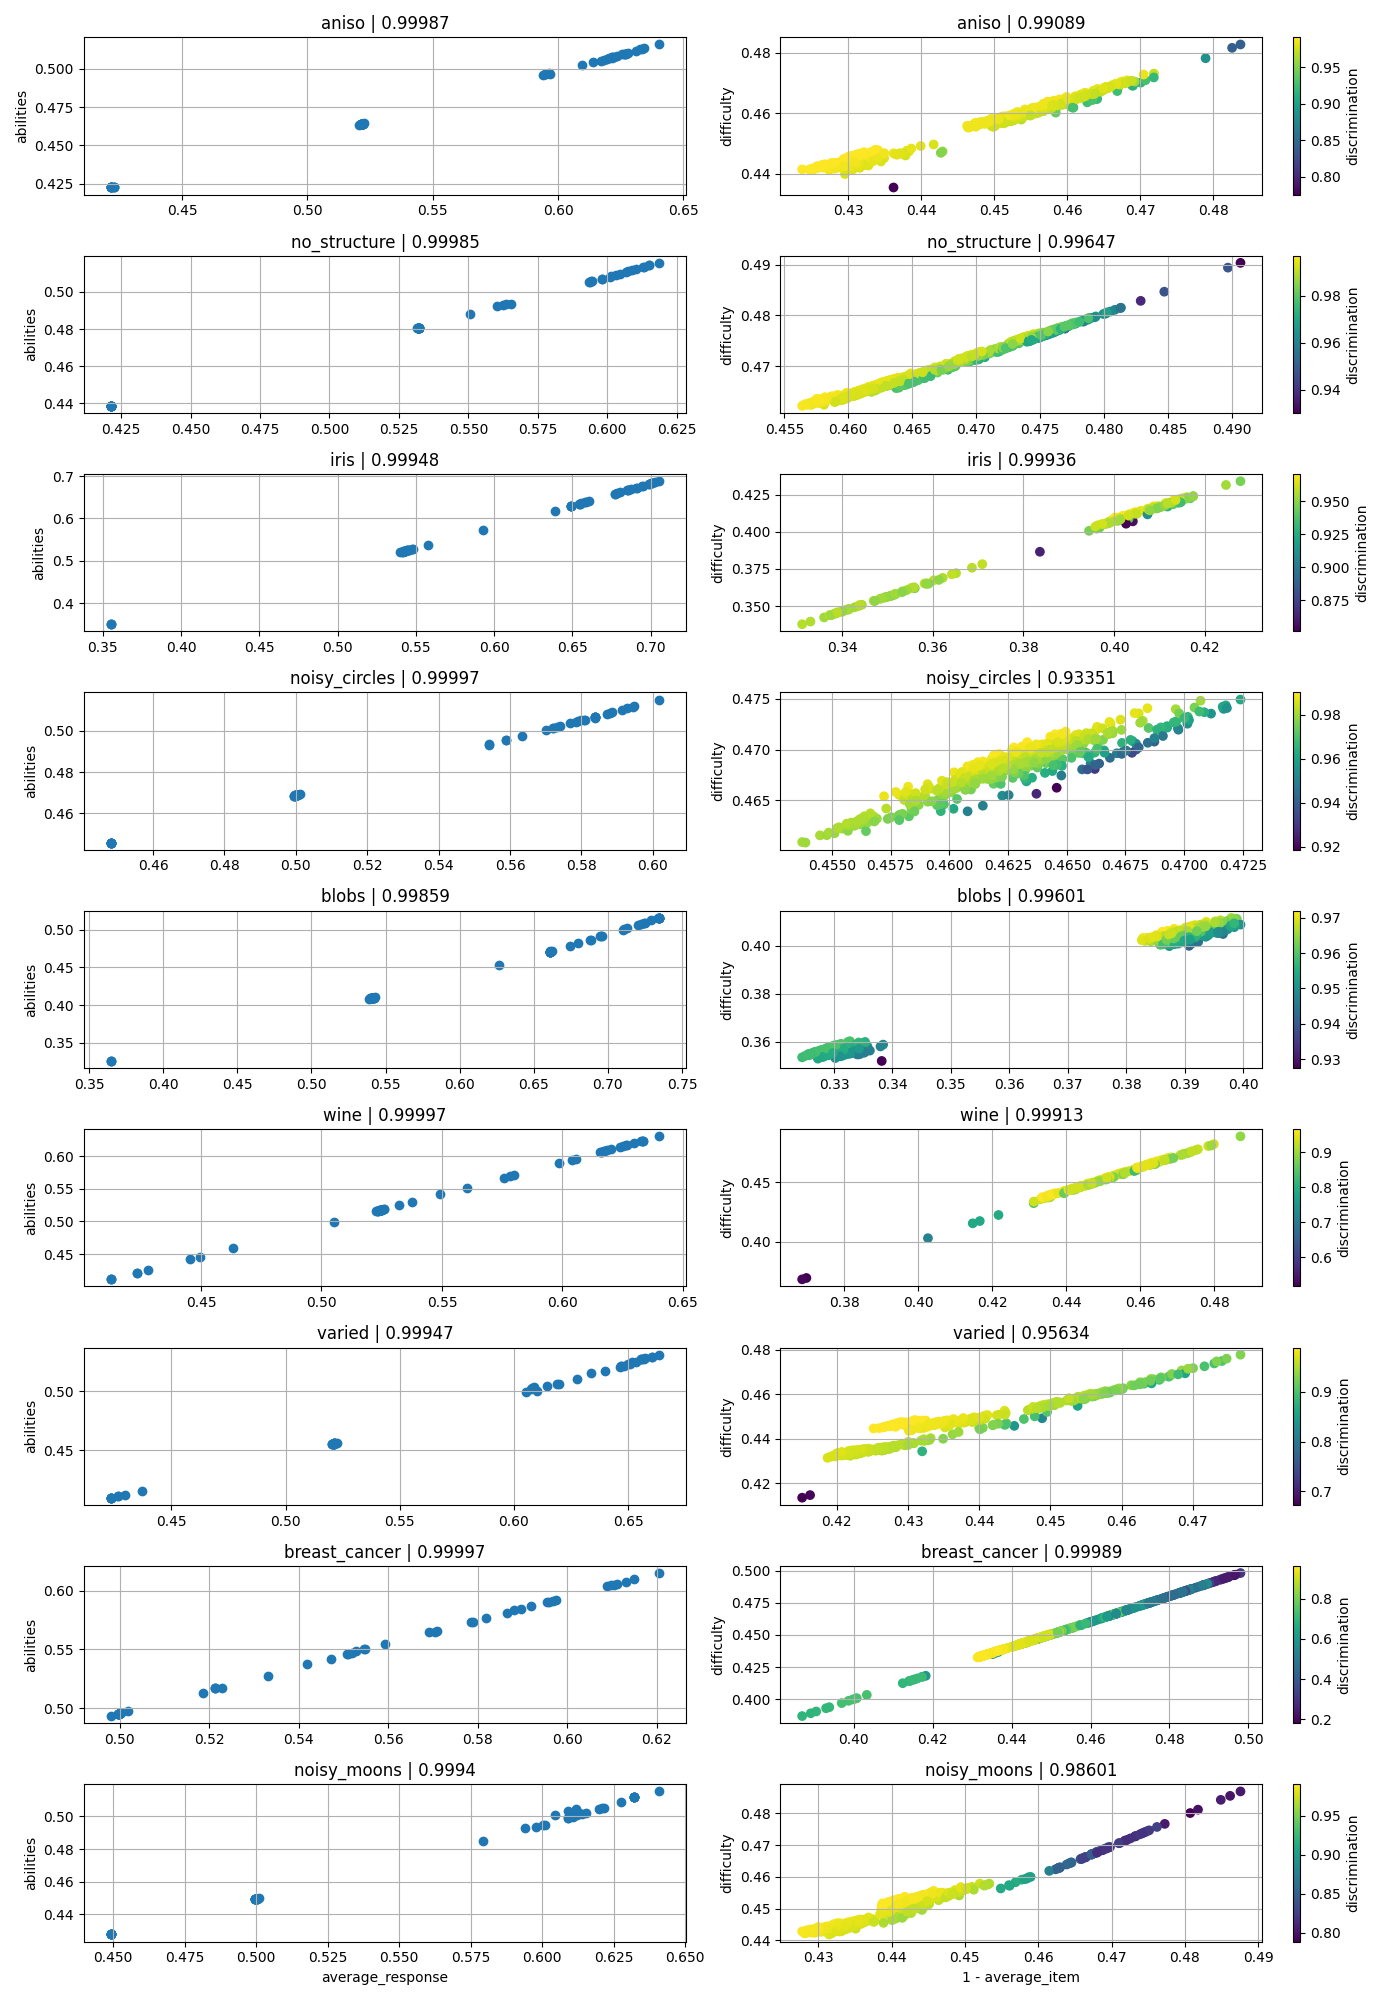 aniso | 0.99987
aniso | 0.99089
abilities
0.500
0.475
0.450
0.425
0.45 0.50 0.55 0.60 0.65
difficulty
0.48
0.46
0.44
0.43 0.44 0.45 0.46 0.47 0.48
discrimination
0.95
0.90
0.85
0.80
no_structure | 0.99985
no_structure | 0.99647
abilities
0.50
0.48
0.46
0.44
0.425 0.450 0.475 0.500 0.525 0.550 0.575 0.600 0.625
difficulty
0.49
0.48
0.47
0.455 0.460 0.465 0.470 0.475 0.480 0.485 0.490
discrimination
0.98
0.96
0.94
iris | 0.99948
iris | 0.99936
abilities
0.7
0.6
0.5
0.4
0.35 0.40 0.45 0.50 0.55 0.60 0.65 0.70
difficulty
0.425
0.400
0.375
0.350
0.34 0.36 0.38 0.40 0.42
discrimination
0.950
0.925
0.900
0.875
noisy_circles | 0.99997
noisy_circles | 0.93351
abilities
0.50
0.48
0.46
0.46 0.48 0.50 0.52 0.54 0.56 0.58 0.60
difficulty
0.475
0.470
0.465
0.4550 0.4575 0.4600 0.4625 0.4650 0.4675 0.4700 0.4725
discrimination
0.98
0.96
0.94
0.92
blobs | 0.99859
blobs | 0.99601
abilities
0.50
0.45
0.40
0.35
0.35 0.40 0.45 0.50 0.55 0.60 0.65 0.70 0.75
difficulty
0.40
0.38
0.36
0.33 0.34 0.35 0.36 0.37 0.38 0.39 0.40
discrimination
0.97
0.96
0.95
0.94
0.93
wine | 0.99997
wine | 0.99913
abilities
0.60
0.55
0.50
0.45
0.45 0.50 0.55 0.60 0.65
difficulty
0.45
0.40
0.38 0.40 0.42 0.44 0.46 0.48
discrimination
0.9
0.8
0.7
0.6
varied | 0.99947
varied | 0.95634
abilities
0.50
0.45
0.45 0.50 0.55 0.60 0.65
difficulty
0.48
0.46
0.44
0.42
0.42 0.43 0.44 0.45 0.46 0.47
discrimination
0.9
0.8
0.7
breast_cancer | 0.99997
breast_cancer | 0.99989
abilities
0.60
0.55
0.50
0.50 0.52 0.54 0.56 0.58 0.60 0.62
difficulty
0.500
0.475
0.450
0.425
0.400
0.40 0.42 0.44 0.46 0.48 0.50
discrimination
0.8
0.6
0.4
0.2
noisy_moons | 0.9994
noisy_moons | 0.98601
abilities
0.50
0.48
0.46
0.44
0.450 0.475 0.500 0.525 0.550 0.575 0.600 0.625 0.650
average_response
difficulty
0.48
0.47
0.46
0.45
0.44
0.43 0.44 0.45 0.46 0.47 0.48 0.49
1 - average_item
discrimination
0.95
0.90
0.85
0.80